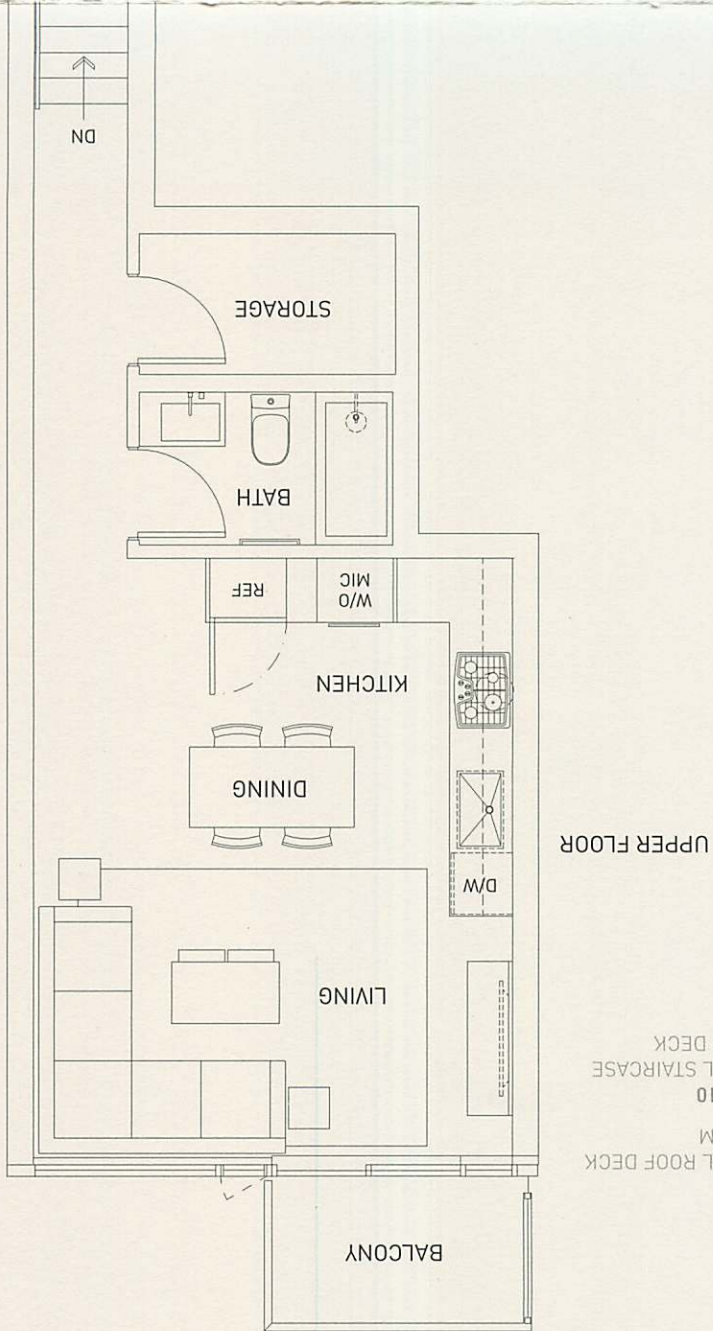 BALCONY
L ROOF DECK
M
L STAIRCASE
DECK
LIVING
UPPER FLOOR
D/W
DINING
KITCHEN
W/O
MIC
REF
BATH
STORAGE
DN